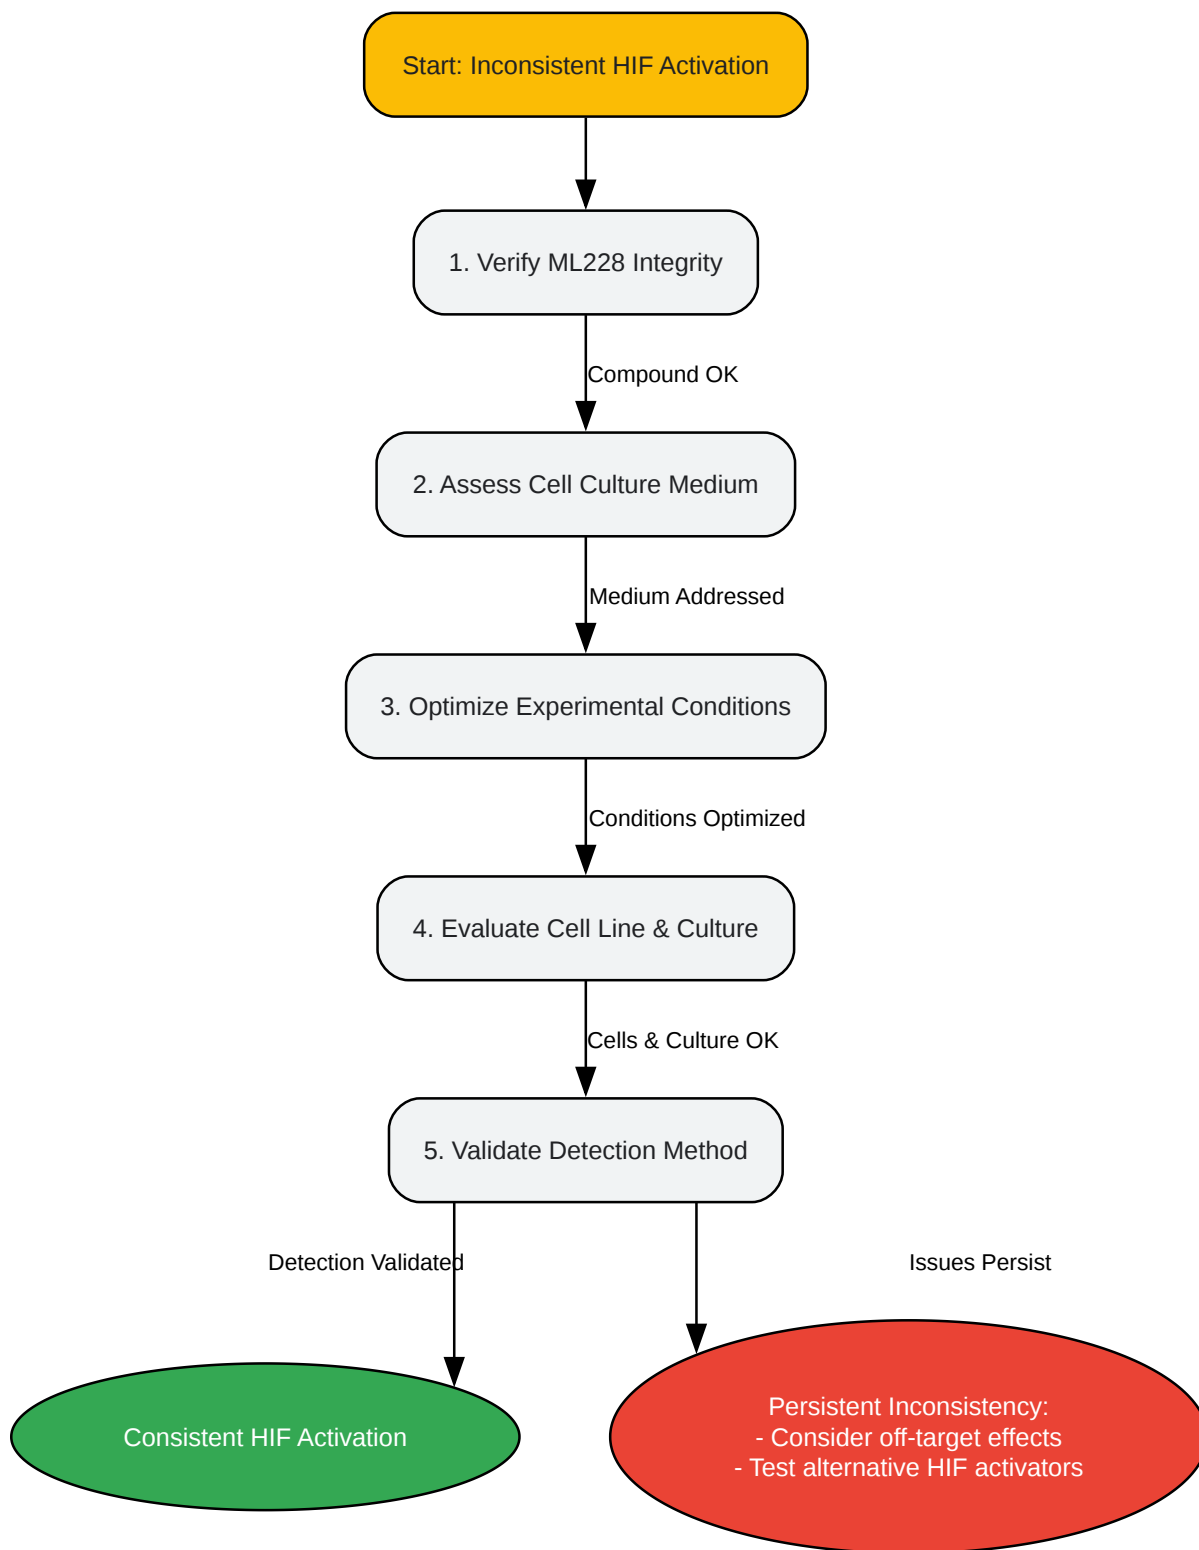 Start: Inconsistent HIF Activation
1. Verify ML228 Integrity
Compound OK
2. Assess Cell Culture Medium
Medium Addressed
3. Optimize Experimental Conditions
Conditions Optimized
4. Evaluate Cell Line & Culture
Cells & Culture OK
5. Validate Detection Method
Detection Validated
Issues Persist
Consistent HIF Activation
Persistent Inconsistency:
- Consider off-target effects
- Test alternative HIF activators